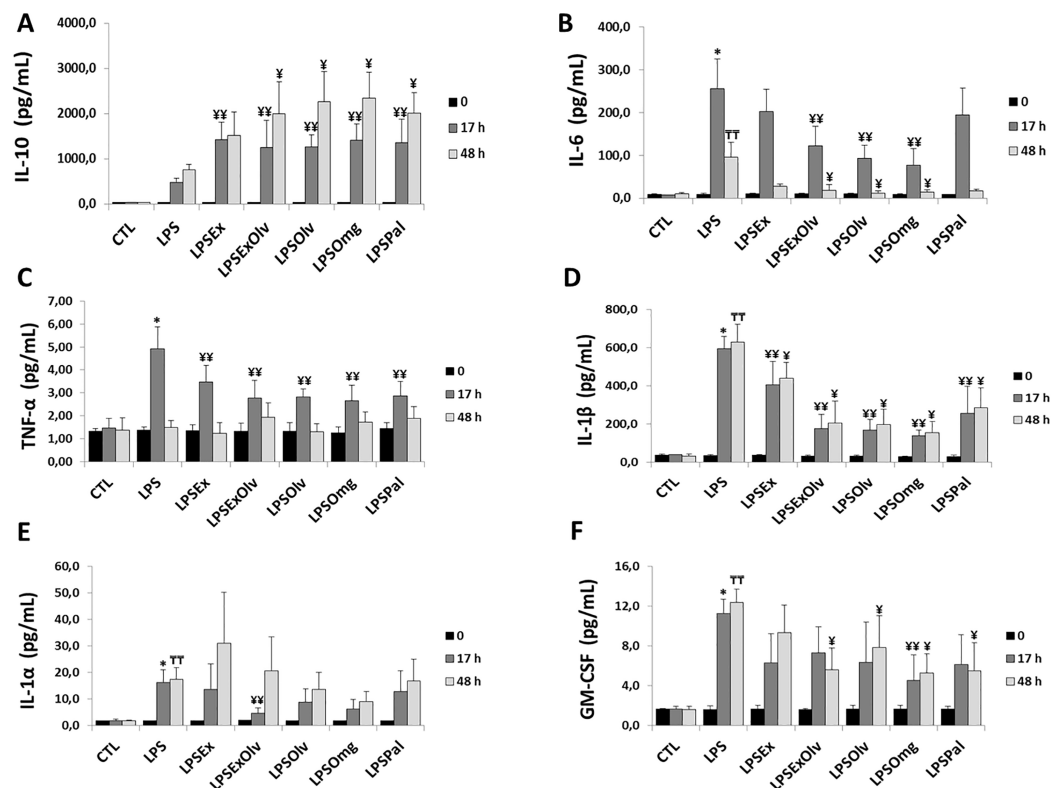 A
IL-10 (pg/mL)
4000,0
3000,0
2000,0
1000,0
0,0
¥¥ ¥¥ ¥ ¥¥ ¥ ¥¥ ¥ ¥¥ ¥
CTL LPS LPSEx LPSExOlv LPSOlv LPSOmg LPSPal
0
17 h
48 h
B
IL-6 (pg/mL)
400,0
300,0
200,0
100,0
0,0
* ₸₸ ¥¥ ¥ ¥¥ ¥ ¥¥ ¥
CTL LPS LPSEx LPSExOlv LPSOlv LPSOmg LPSPal
0
17 h
48 h
C
TNF-α (pg/mL)
7,00
6,00
5,00
4,00
3,00
2,00
1,00
0,00
* ¥¥ ¥¥ ¥¥ ¥¥ ¥¥
CTL LPS LPSEx LPSExOlv LPSOlv LPSOmg LPSPal
0
17 h
48 h
D
IL-1β (pg/mL)
800,0
600,0
400,0
200,0
0,0
* ₸₸ ¥¥ ¥ ¥¥ ¥ ¥¥ ¥ ¥¥ ¥ ¥¥ ¥
CTL LPS LPSEx LPSExOlv LPSOlv LPSOmg LPSPal
0
17 h
48 h
E
IL-1α (pg/mL)
60,0
50,0
40,0
30,0
20,0
10,0
0,0
* ₸₸ ¥¥
CTL LPS LPSEx LPSExOlv LPSOlv LPSOmg LPSPal
0
17 h
48 h
F
GM-CSF (pg/mL)
16,0
12,0
8,0
4,0
0,0
* ₸₸ ¥ ¥ ¥¥ ¥ ¥
CTL LPS LPSEx LPSExOlv LPSOlv LPSOmg LPSPal
0
17 h
48 h